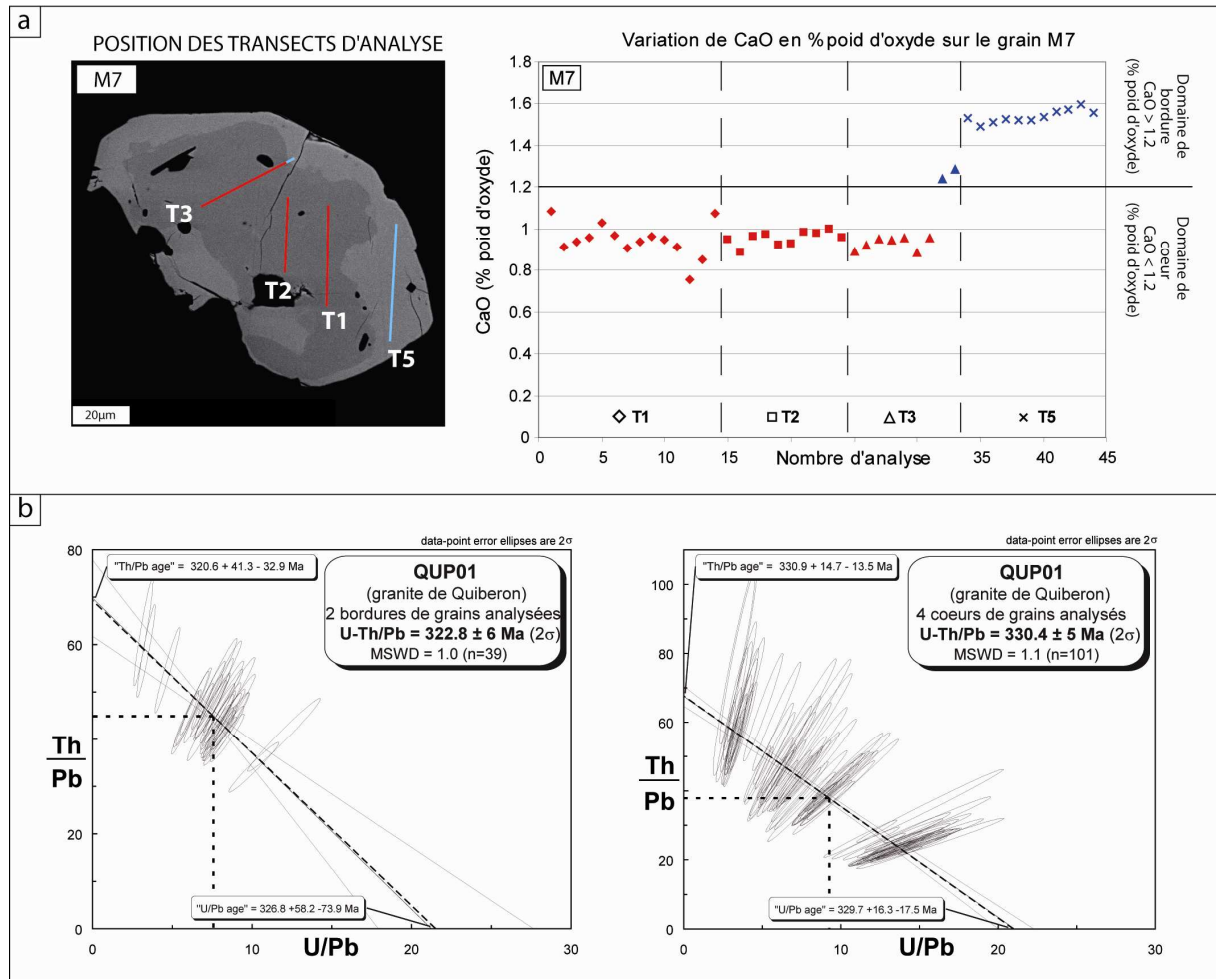 a
POSITION DES TRANSECTS D'ANALYSE
M7
T3
T2
T1
T5
20µm
Variation de CaO en % poid d'oxyde sur le grain M7
M7
CaO (% poid d'oxyde)
1.8
1.6
1.4
1.2
1
0.8
0.6
0.4
0.2
0
T1
T2
T3
T5
0 5 10 15 Nombre d'analyse 35 40 45
Domaine de
bordure
CaO > 1.2
(% poid d'oxyde)
Domaine de
coeur
CaO < 1.2
(% poid d'oxyde)
b
data-point error ellipses are 2σ
"Th/Pb age" = 320.6 + 41.3 - 32.9 Ma
QUP01
(granite de Quiberon)
2 bordures de grains analysées
U-Th/Pb = 322.8 ± 6 Ma (2σ)
MSWD = 1.0 (n=39)
80
60
40
20
0
Th
Pb
"U/Pb age" = 326.8 +58.2 -73.9 Ma
0 10 20 30
U/Pb
data-point error ellipses are 2σ
"Th/Pb age" = 330.9 + 14.7 - 13.5 Ma
QUP01
(granite de Quiberon)
4 coeurs de grains analysés
U-Th/Pb = 330.4 ± 5 Ma (2σ)
MSWD = 1.1 (n=101)
100
80
60
40
20
0
Th
Pb
"U/Pb age" = 329.7 +16.3 -17.5 Ma
0 10 20 30
U/Pb